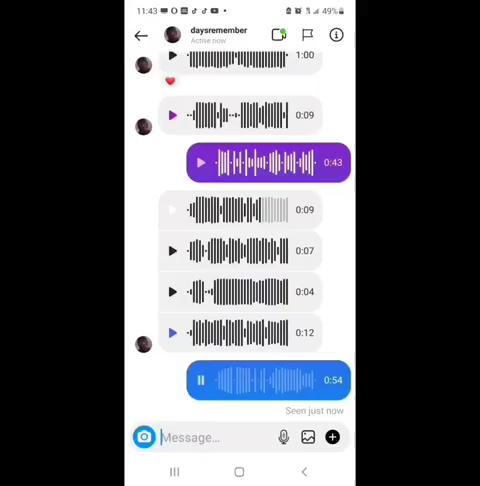 11:43
49%
daysremember
Active now
1:00
0:09
0:43
0:09
0:07
0:04
0:12
0:54
Seen just now
Message...